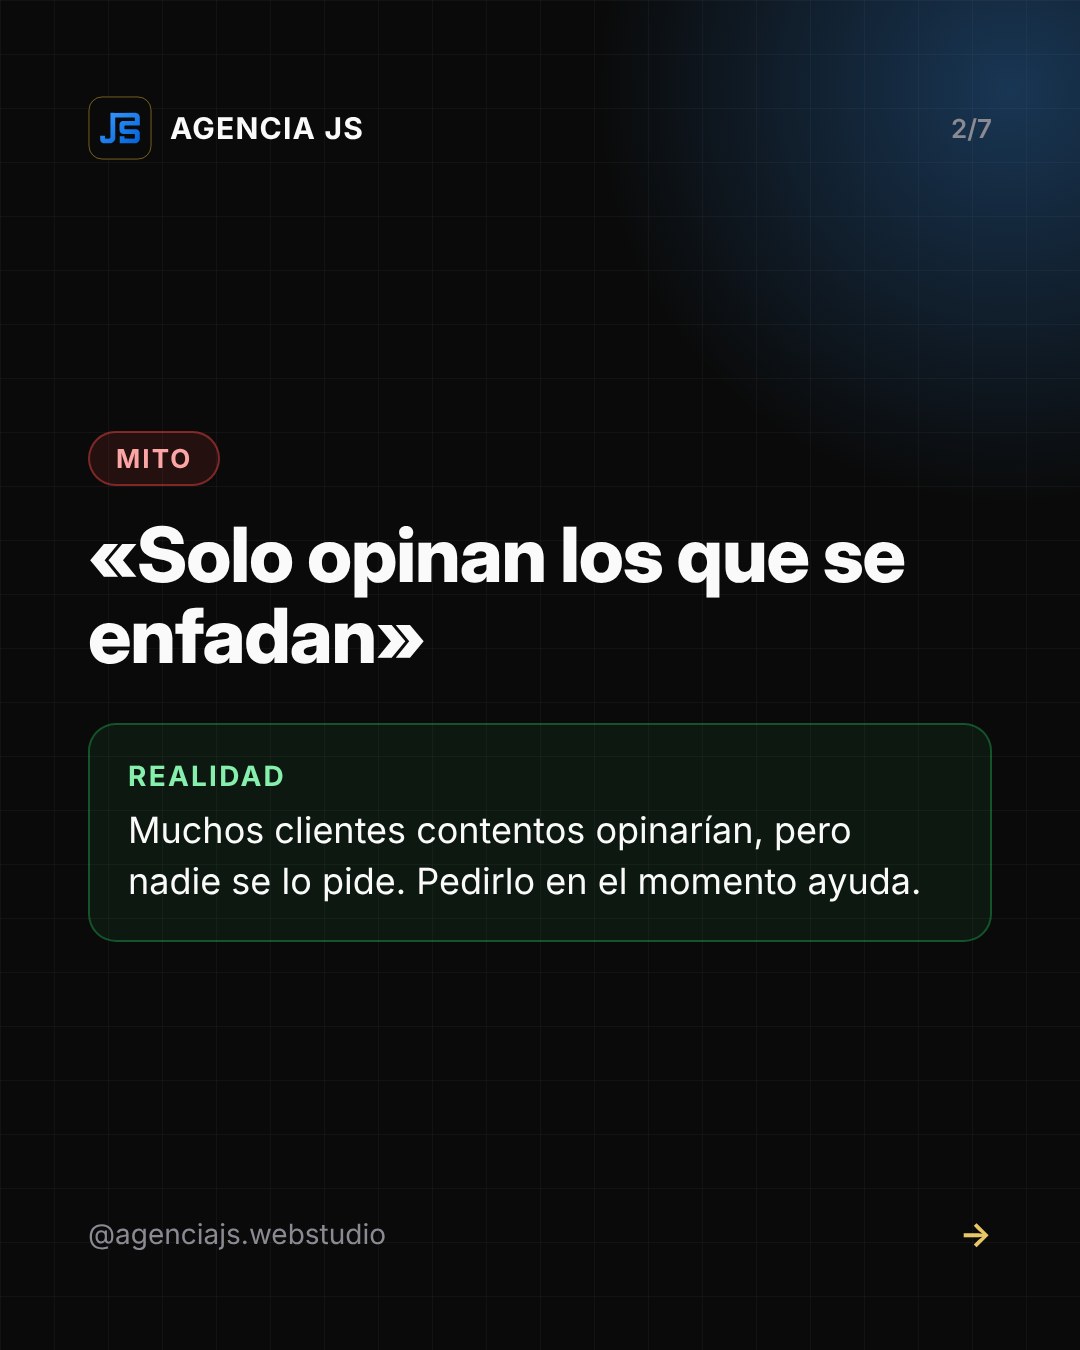 JS
AGENCIA JS
2/7
MITO
«Solo opinan los que se
enfadan»
REALIDAD
Muchos clientes contentos opinarían, pero
nadie se lo pide. Pedirlo en el momento ayuda.
@agenciajs.webstudio
→